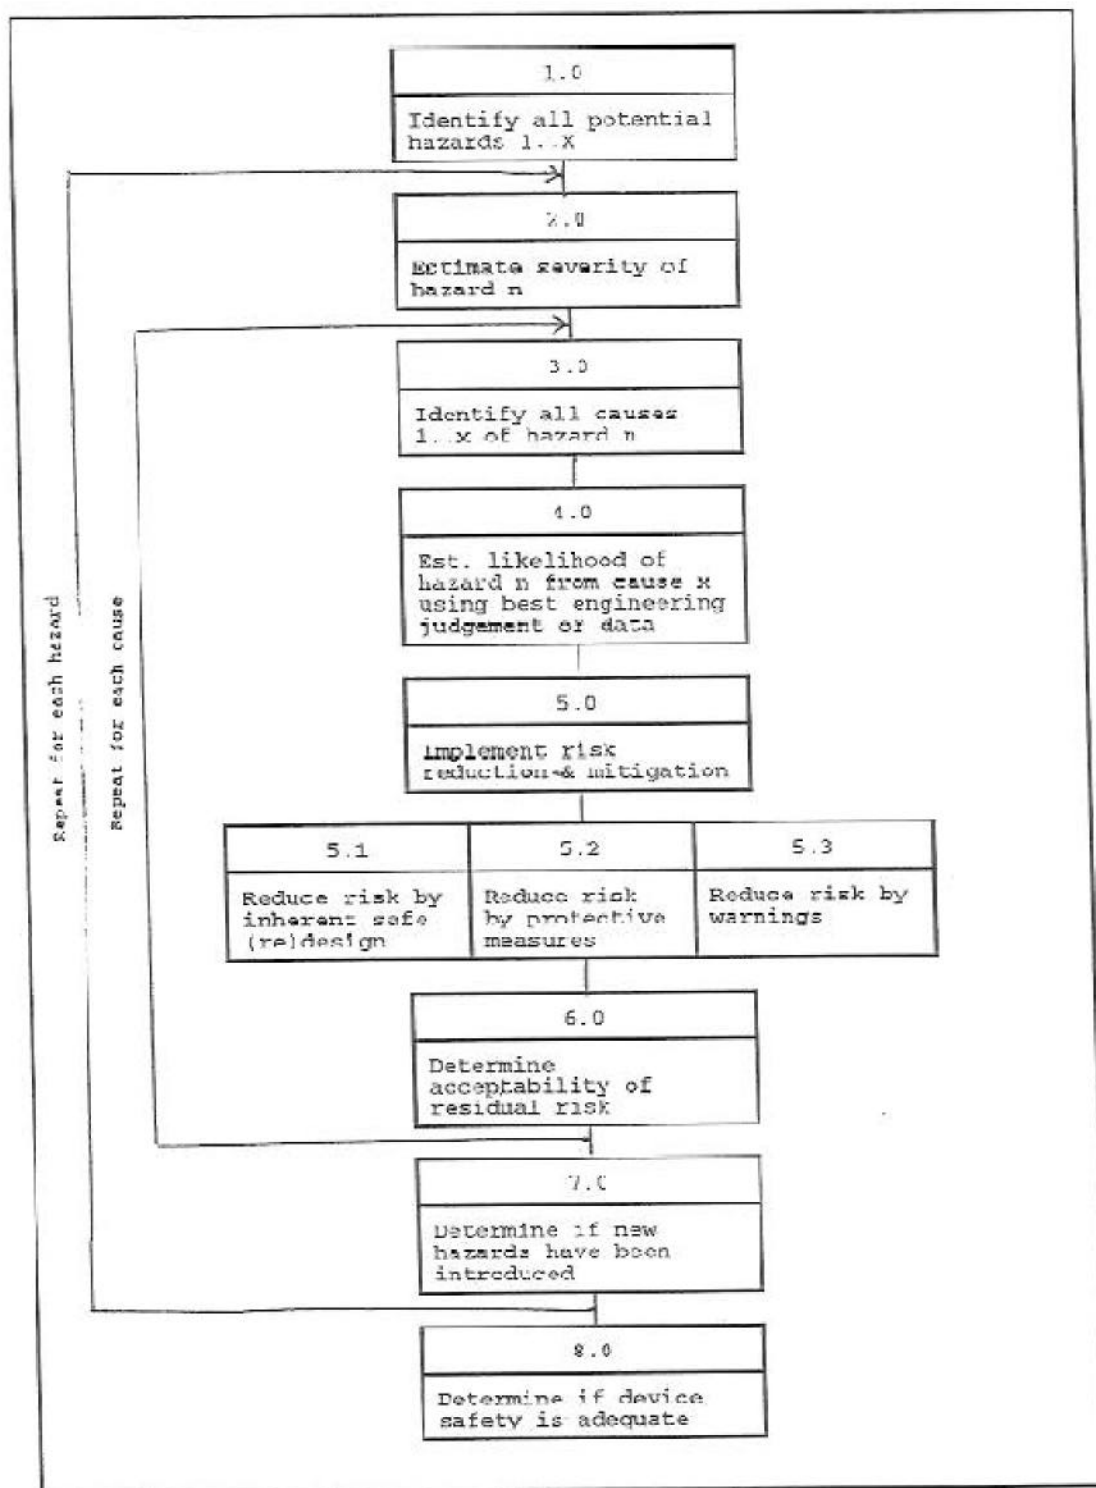 1.0
Identify all potential
hazards 1..X
2.0
Estimate severity of
hazard n
3.0
Identify all causes
1..x of hazard n
4.0
Est. likelihood of
hazard n from cause x
using best engineering
judgement or data
5.0
Implement risk
reduction & mitigation
5.1
Reduce risk by
inherent safe
(re)design
5.2
Reduce risk
by protective
measures
5.3
Reduce risk by
warnings
6.0
Determine
acceptability of
residual risk
7.0
Determine if new
hazards have been
introduced
8.0
Determine if device
safety is adequate
Repeat for each hazard
Repeat for each cause